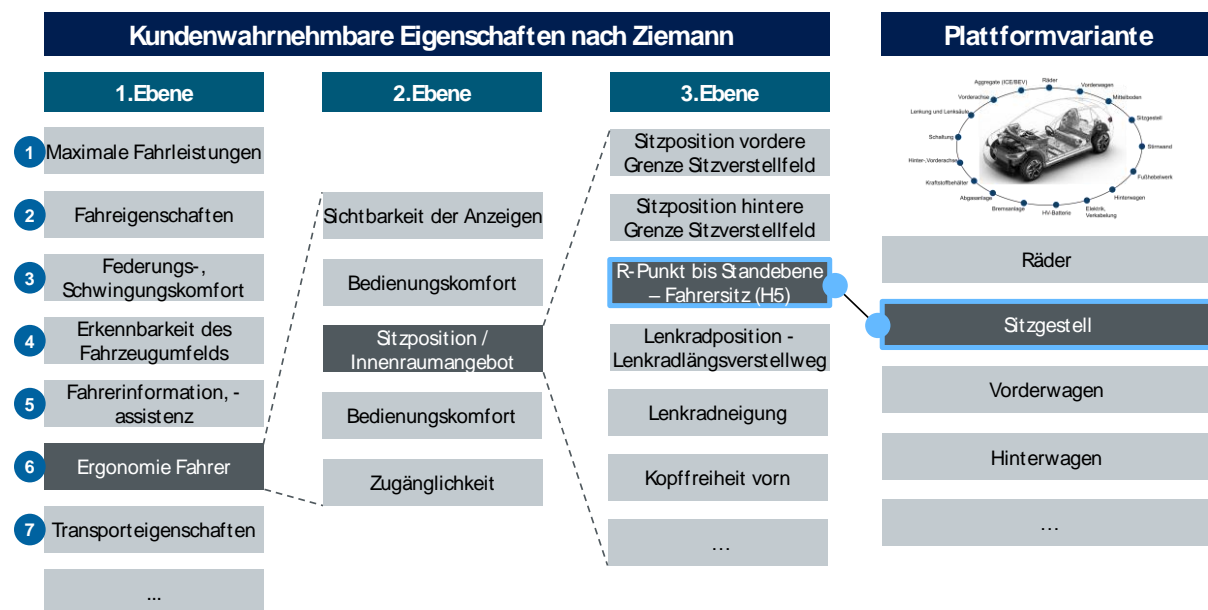 Kundenwahrnehmbare Eigenschaften nach Ziemann
1.Ebene
1
Maximale Fahrleistungen
2
Fahreigenschaften
3
Federungs-,
Schwingungskomfort
4
Erkennbarkeit des
Fahrzeugumfelds
5
Fahrerinformation, -
assistenz
6
Ergonomie Fahrer
7
Transporteigenschaften
...
2.Ebene
Sichtbarkeit der Anzeigen
Bedienungskomfort
Sitzposition /
Innenraumangebot
Bedienungskomfort
Zugänglichkeit
3.Ebene
Sitzposition vordere
Grenze Sitzverstellfeld
Sitzposition hintere
Grenze Sitzverstellfeld
R-Punkt bis Standebene
– Fahrersitz (H5)
Lenkradposition -
Lenkradlängsverstellweg
Lenkradneigung
Kopffreiheit vorn
...
Plattformvariante
Aggregate (ICE/BEV)
Räder
Vorderwagen
Vorderachse
Mittelboden
Lenkung und Lenksäule
Sitzgestell
Schaltung
Stirnwand
Hinter-,Vorderachse
Fußhebelwerk
Kraftstoffbehälter
Hinterwagen
Abgasanlage
Elektrik,
Verkabelung
Bremsanlage
HV-Batterie
Räder
Sitzgestell
Vorderwagen
Hinterwagen
...